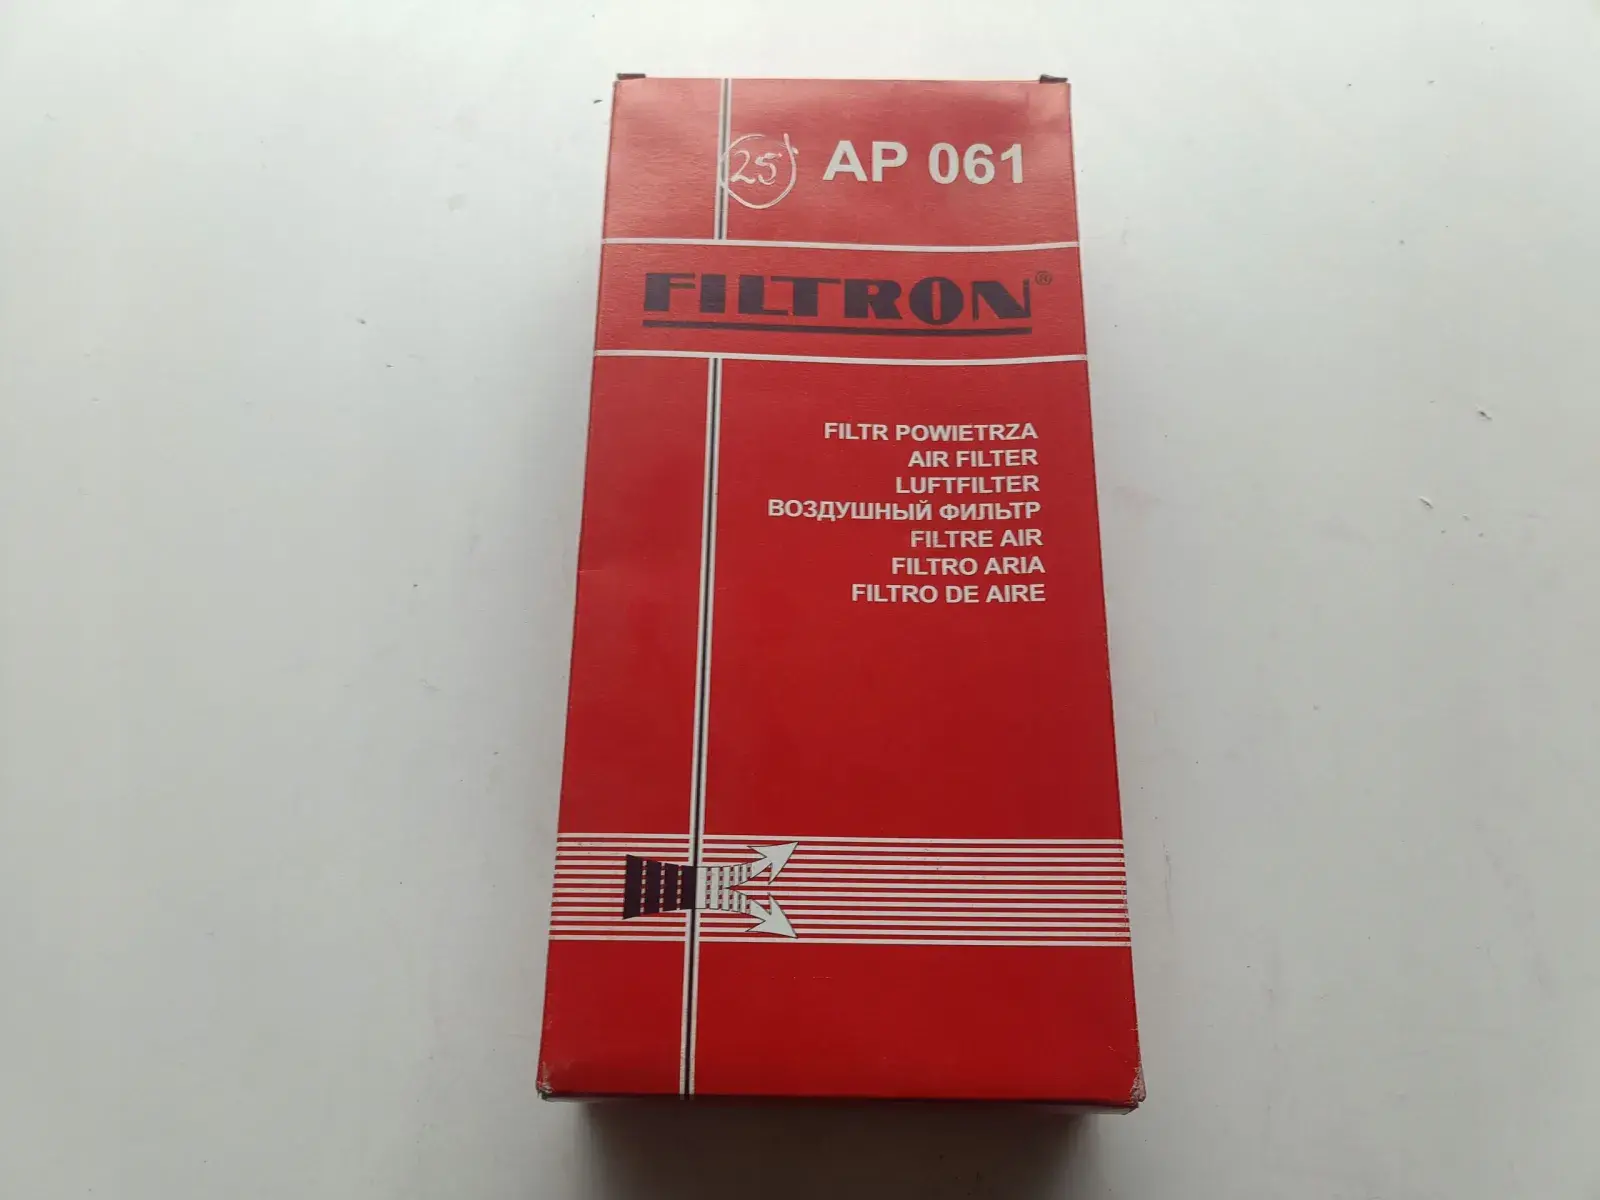 25 AP 061
FILTRON®
FILTR POWIETRZA
AIR FILTER
LUFTFILTER
ВОЗДУШНЫЙ ФИЛЬТР
FILTRE AIR
FILTRO ARIA
FILTRO DE AIRE